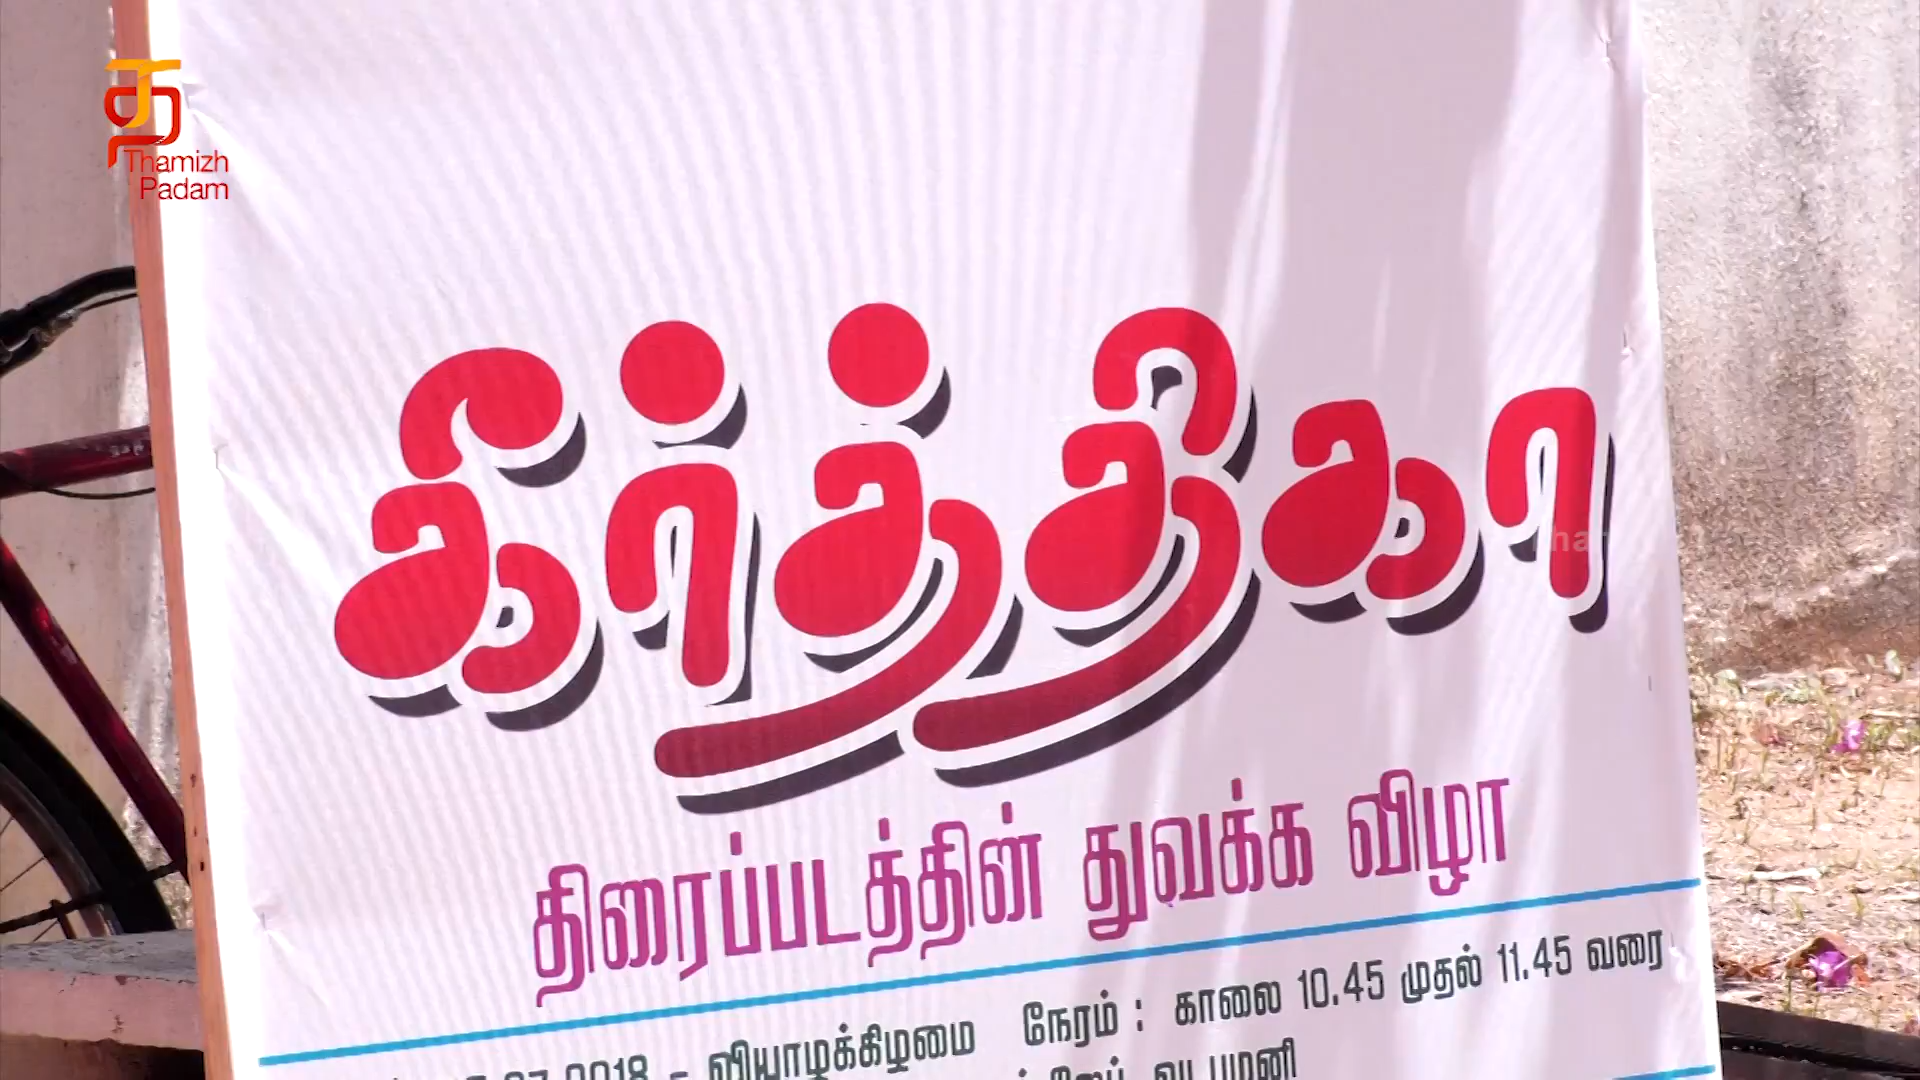 Thamizh
Padam
கீர்த்திகா
திரைப்படத்தின் துவக்க விழா
வியாழக்கிழமை நேரம் : காலை 10.45 முதல் 11.45 வரை